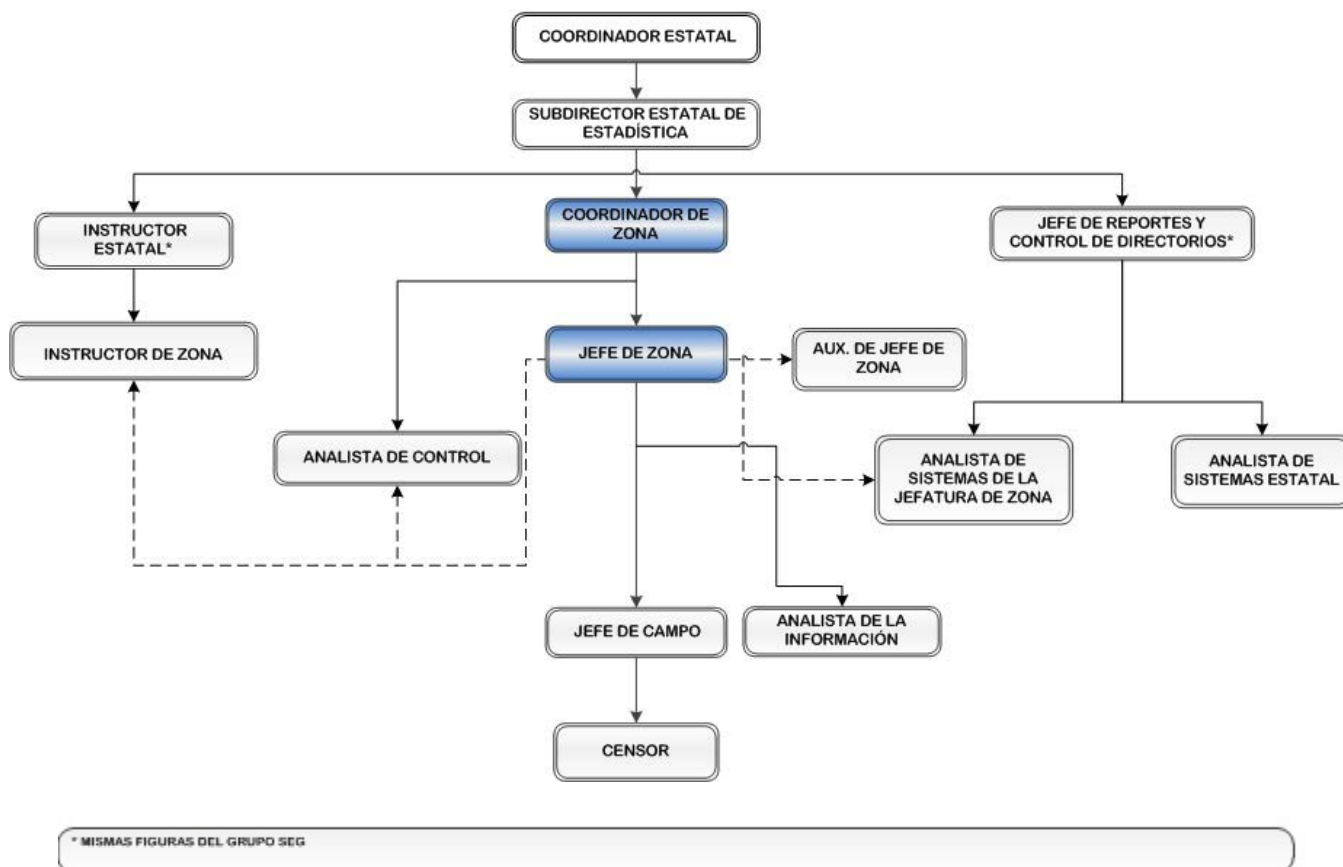 COORDINADOR ESTATAL
SUBDIRECTOR ESTATAL DE
ESTADÍSTICA
INSTRUCTOR
ESTATAL*
COORDINADOR DE
ZONA
JEFE DE REPORTES Y
CONTROL DE DIRECTORIOS*
INSTRUCTOR DE ZONA
JEFE DE ZONA
AUX. DE JEFE DE
ZONA
ANALISTA DE CONTROL
ANALISTA DE
SISTEMAS DE LA
JEFATURA DE ZONA
ANALISTA DE
SISTEMAS ESTATAL
JEFE DE CAMPO
ANALISTA DE LA
INFORMACIÓN
CENSOR
* MISMAS FIGURAS DEL GRUPO SEG